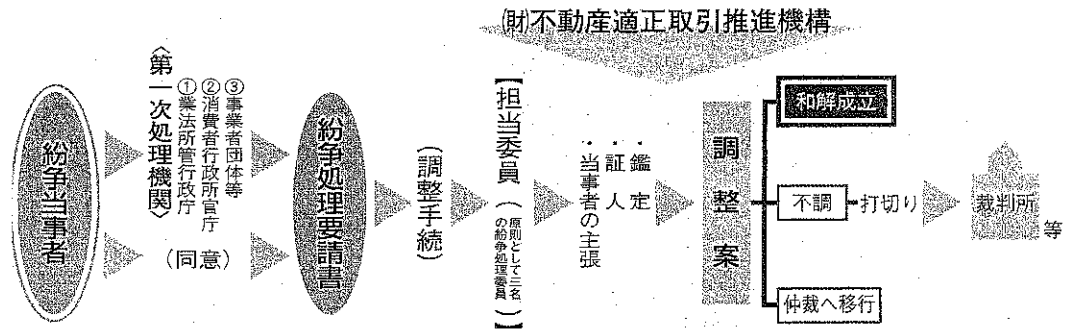 (財)不動産適正取引推進機構
紛争当事者
〈第一次処理機関〉
①業法所管行政庁
②消費者行政所官庁
③事業者団体等
(同意)
紛争処理要請書
(調整手続)
【担当委員(原則として三名の紛争処理委員)】
・当事者の主張
・証人
・鑑定
調整案
和解成立
不調
打切り
裁判所
等
仲裁へ移行